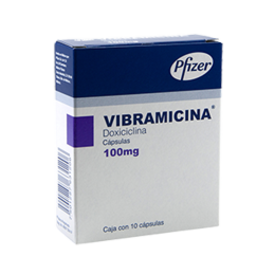 Pfizer
VIBRAMICINA®
Doxiciclina
Cápsulas
100mg
Caja con 10 cápsulas